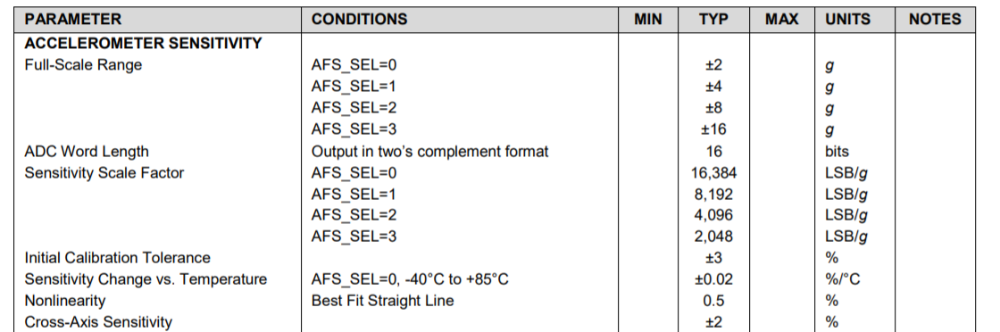 PARAMETER CONDITIONS MIN TYP MAX UNITS NOTES
ACCELEROMETER SENSITIVITY
Full-Scale Range AFS_SEL=0 ±2 g
AFS_SEL=1 ±4 g
AFS_SEL=2 ±8 g
AFS_SEL=3 ±16 g
ADC Word Length Output in two’s complement format 16 bits
Sensitivity Scale Factor AFS_SEL=0 16,384 LSB/g
AFS_SEL=1 8,192 LSB/g
AFS_SEL=2 4,096 LSB/g
AFS_SEL=3 2,048 LSB/g
Initial Calibration Tolerance ±3 %
Sensitivity Change vs. Temperature AFS_SEL=0, -40°C to +85°C ±0.02 %/°C
Nonlinearity Best Fit Straight Line 0.5 %
Cross-Axis Sensitivity ±2 %